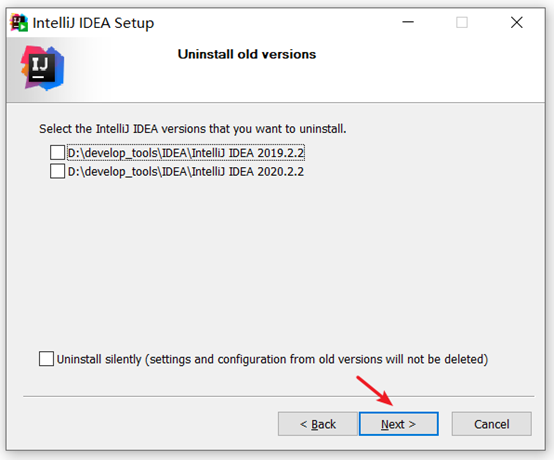 IntelliJ IDEA Setup
IJ
Uninstall old versions
Select the IntelliJ IDEA versions that you want to uninstall.
D:\develop_tools\IDEA\IntelliJ IDEA 2019.2.2
D:\develop_tools\IDEA\IntelliJ IDEA 2020.2.2
Uninstall silently (settings and configuration from old versions will not be deleted)
< Back
Next >
Cancel